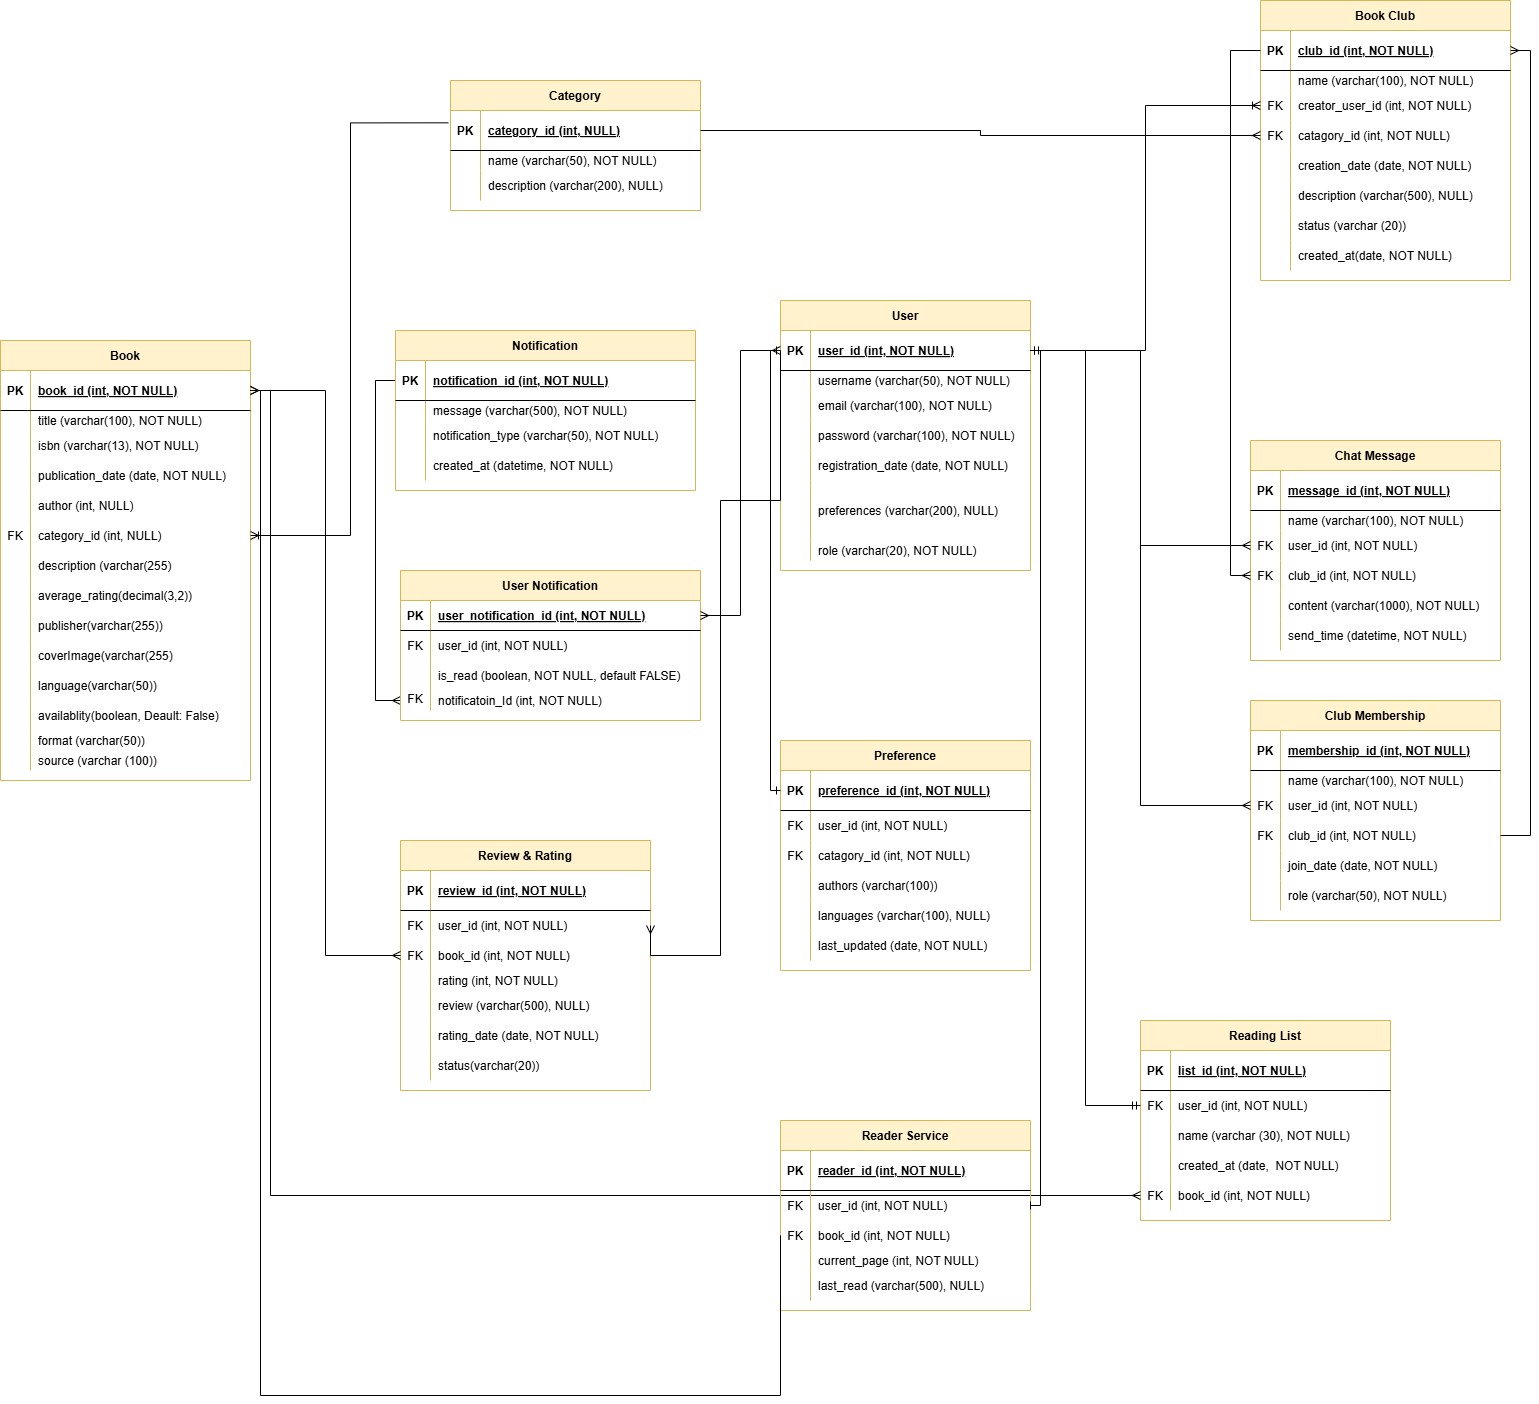 Book Club
PK club_id (int, NOT NULL)
name (varchar(100), NOT NULL)
FK creator_user_id (int, NOT NULL)
FK catagory_id (int, NOT NULL)
creation_date (date, NOT NULL)
description (varchar(500), NULL)
status (varchar (20))
created_at(date, NOT NULL)
Category
PK category_id (int, NULL)
name (varchar(50), NOT NULL)
description (varchar(200), NULL)
User
PK user_id (int, NOT NULL)
username (varchar(50), NOT NULL)
email (varchar(100), NOT NULL)
password (varchar(100), NOT NULL)
registration_date (date, NOT NULL)
preferences (varchar(200), NULL)
role (varchar(20), NOT NULL)
Notification
PK notification_id (int, NOT NULL)
message (varchar(500), NOT NULL)
notification_type (varchar(50), NOT NULL)
created_at (datetime, NOT NULL)
Book
PK book_id (int, NOT NULL)
title (varchar(100), NOT NULL)
isbn (varchar(13), NOT NULL)
publication_date (date, NOT NULL)
author (int, NULL)
FK category_id (int, NULL)
description (varchar(255)
average_rating(decimal(3,2))
publisher(varchar(255))
coverImage(varchar(255)
language(varchar(50))
availablity(boolean, Deault: False)
format (varchar(50))
source (varchar (100))
Chat Message
PK message_id (int, NOT NULL)
name (varchar(100), NOT NULL)
FK user_id (int, NOT NULL)
FK club_id (int, NOT NULL)
content (varchar(1000), NOT NULL)
send_time (datetime, NOT NULL)
User Notification
PK user_notification_id (int, NOT NULL)
FK user_id (int, NOT NULL)
is_read (boolean, NOT NULL, default FALSE)
FK notificatoin_Id (int, NOT NULL)
Club Membership
PK membership_id (int, NOT NULL)
name (varchar(100), NOT NULL)
FK user_id (int, NOT NULL)
FK club_id (int, NOT NULL)
join_date (date, NOT NULL)
role (varchar(50), NOT NULL)
Preference
PK preference_id (int, NOT NULL)
FK user_id (int, NOT NULL)
FK catagory_id (int, NOT NULL)
authors (varchar(100))
languages (varchar(100), NULL)
last_updated (date, NOT NULL)
Review & Rating
PK review_id (int, NOT NULL)
FK user_id (int, NOT NULL)
FK book_id (int, NOT NULL)
rating (int, NOT NULL)
review (varchar(500), NULL)
rating_date (date, NOT NULL)
status(varchar(20))
Reading List
PK list_id (int, NOT NULL)
FK user_id (int, NOT NULL)
name (varchar (30), NOT NULL)
created_at (date, NOT NULL)
FK book_id (int, NOT NULL)
Reader Service
PK reader_id (int, NOT NULL)
FK user_id (int, NOT NULL)
FK book_id (int, NOT NULL)
current_page (int, NOT NULL)
last_read (varchar(500), NULL)